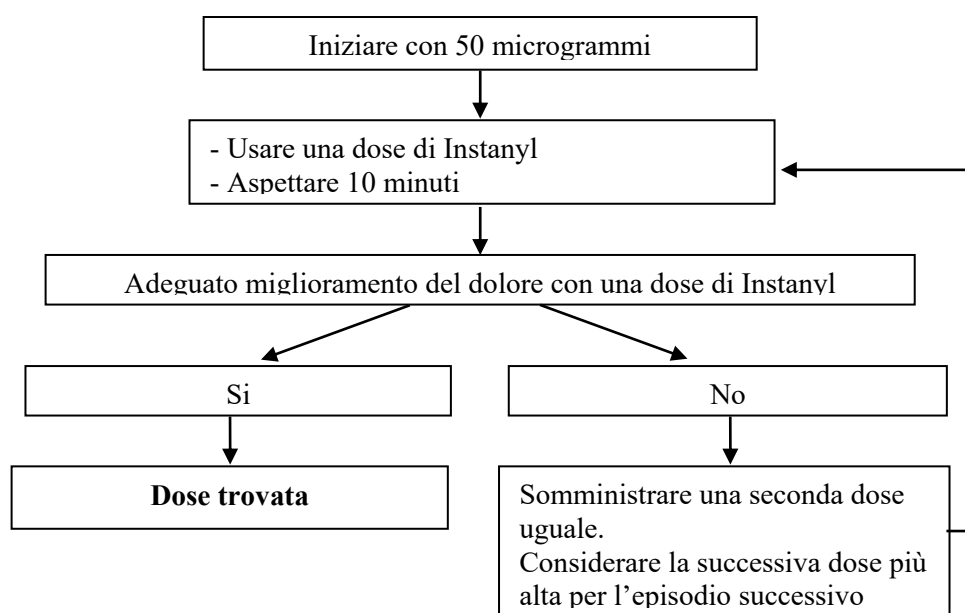 Iniziare con 50 microgrammi
- Usare una dose di Instanyl
- Aspettare 10 minuti
Adeguato miglioramento del dolore con una dose di Instanyl
Si
No
Dose trovata
Somministrare una seconda dose
uguale.
Considerare la successiva dose più
alta per l’episodio successivo